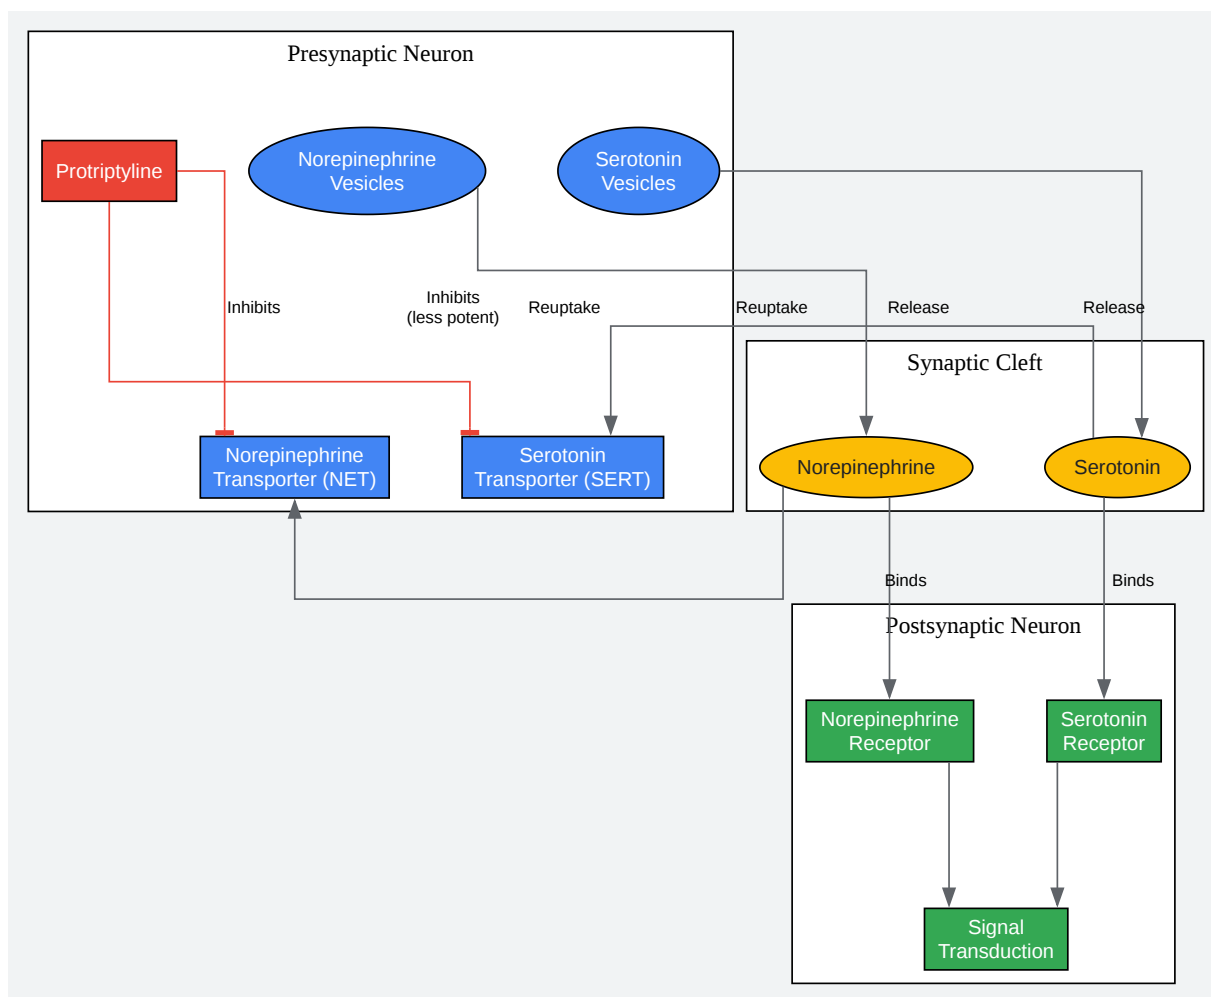 Presynaptic Neuron
Protriptyline
Norepinephrine
Vesicles
Serotonin
Vesicles
Inhibits
Inhibits
(less potent)
Reuptake
Reuptake
Release
Release
Synaptic Cleft
Norepinephrine
Transporter (NET)
Serotonin
Transporter (SERT)
Norepinephrine
Serotonin
Binds
Binds
Postsynaptic Neuron
Norepinephrine
Receptor
Serotonin
Receptor
Signal
Transduction